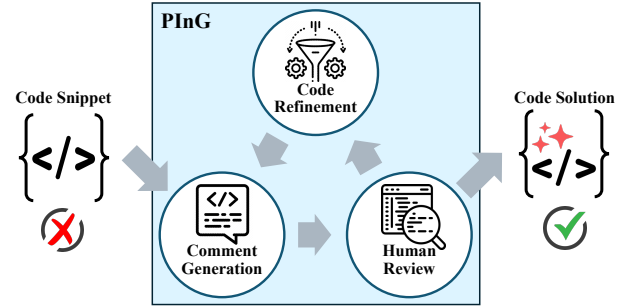 PInG
Code
Refinement
Code Snippet
{</>}
Code Solution
{</>}
</>
Comment
Generation
Human
Review